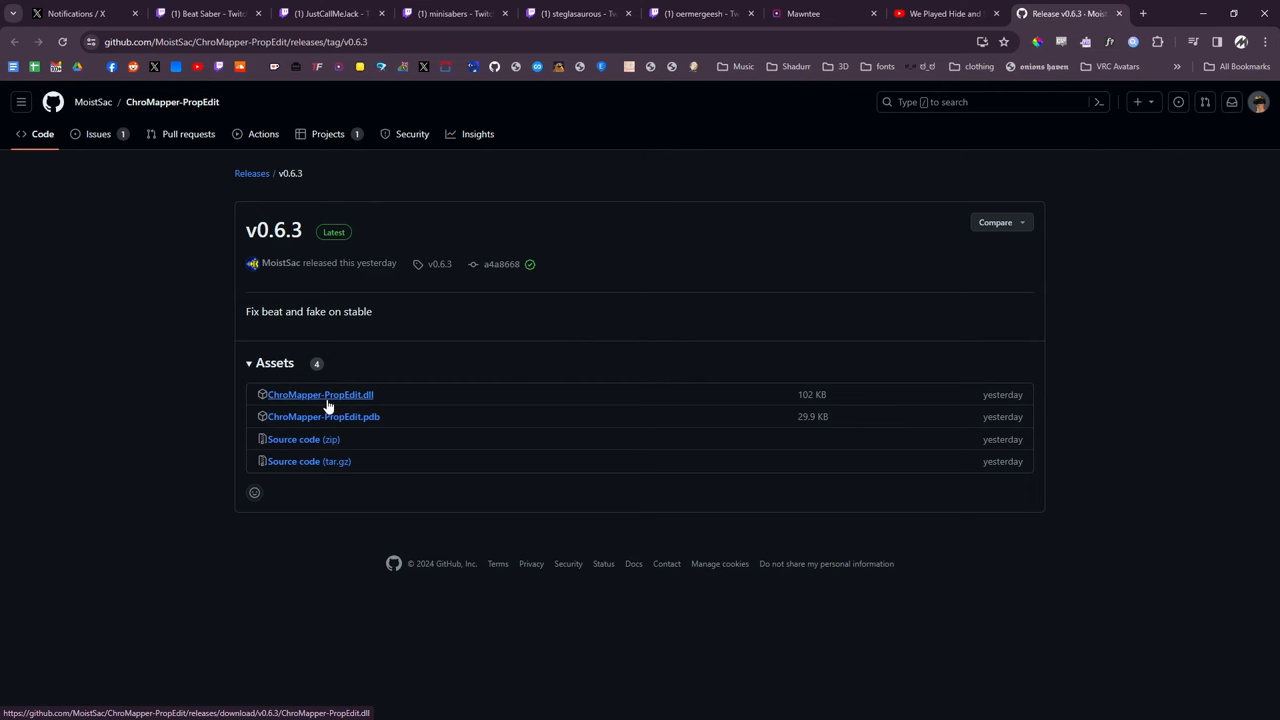 Notifications / X
(1) Beat Saber - Twitch
(1) JustCallMeJack - T
(1) minisabers - Twitch
(1) steglasaurous - Twi
(1) oermergeesh - Twi
Mawntee
We Played Hide and
Release v0.6.3 · Moist
github.com/MoistSac/ChroMapper-PropEdit/releases/tag/v0.6.3
Music
Shadurr
3D
fonts
cl_cl
clothing
onions haven
VRC Avatars
»
All Bookmarks
MoistSac / ChroMapper-PropEdit
Type / to search
Code
Issues 1
Pull requests
Actions
Projects 1
Security
Insights
Releases / v0.6.3
v0.6.3 Latest
Compare
MoistSac released this yesterday
v0.6.3
a4a8668
Fix beat and fake on stable
Assets 4
ChroMapper-PropEdit.dll 102 KB yesterday
ChroMapper-PropEdit.pdb 29.9 KB yesterday
Source code (zip) yesterday
Source code (tar.gz) yesterday
© 2024 GitHub, Inc. Terms Privacy Security Status Docs Contact Manage cookies Do not share my personal information
https://github.com/MoistSac/ChroMapper-PropEdit/releases/download/v0.6.3/ChroMapper-PropEdit.dll